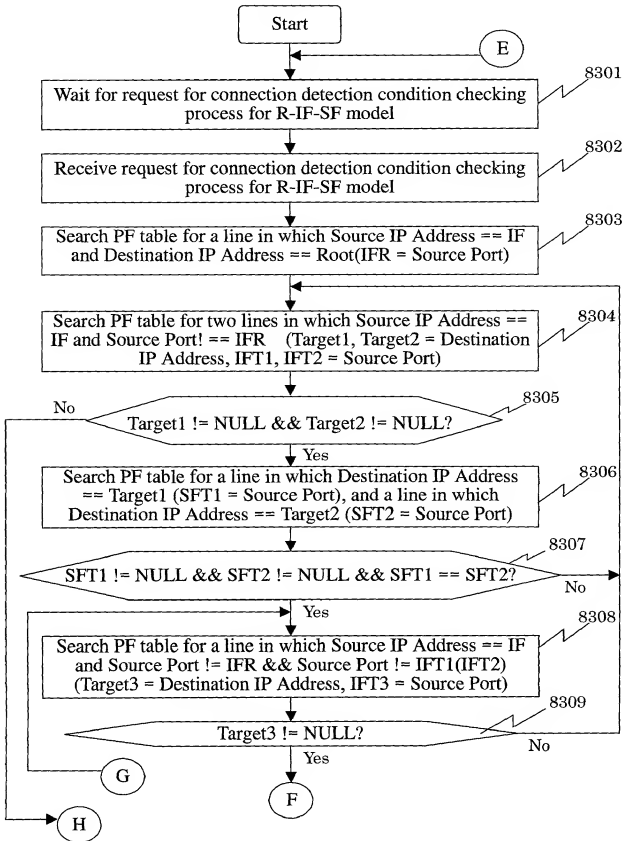 Start
E
8301
Wait for request for connection detection condition checking
process for R-IF-SF model
8302
Receive request for connection detection condition checking
process for R-IF-SF model
8303
Search PF table for a line in which Source IP Address == IF
and Destination IP Address == Root(IFR = Source Port)
8304
Search PF table for two lines in which Source IP Address ==
IF and Source Port! == IFR (Target1, Target2 = Destination
IP Address, IFT1, IFT2 = Source Port)
8305
No
Target1 != NULL && Target2 != NULL?
Yes
8306
Search PF table for a line in which Destination IP Address
== Target1 (SFT1 = Source Port), and a line in which
Destination IP Address == Target2 (SFT2 = Source Port)
8307
SFT1 != NULL && SFT2 != NULL && SFT1 == SFT2?
No
Yes
8308
Search PF table for a line in which Source IP Address == IF
and Source Port != IFR && Source Port != IFT1(IFT2)
(Target3 = Destination IP Address, IFT3 = Source Port)
8309
Target3 != NULL?
No
Yes
G
F
H